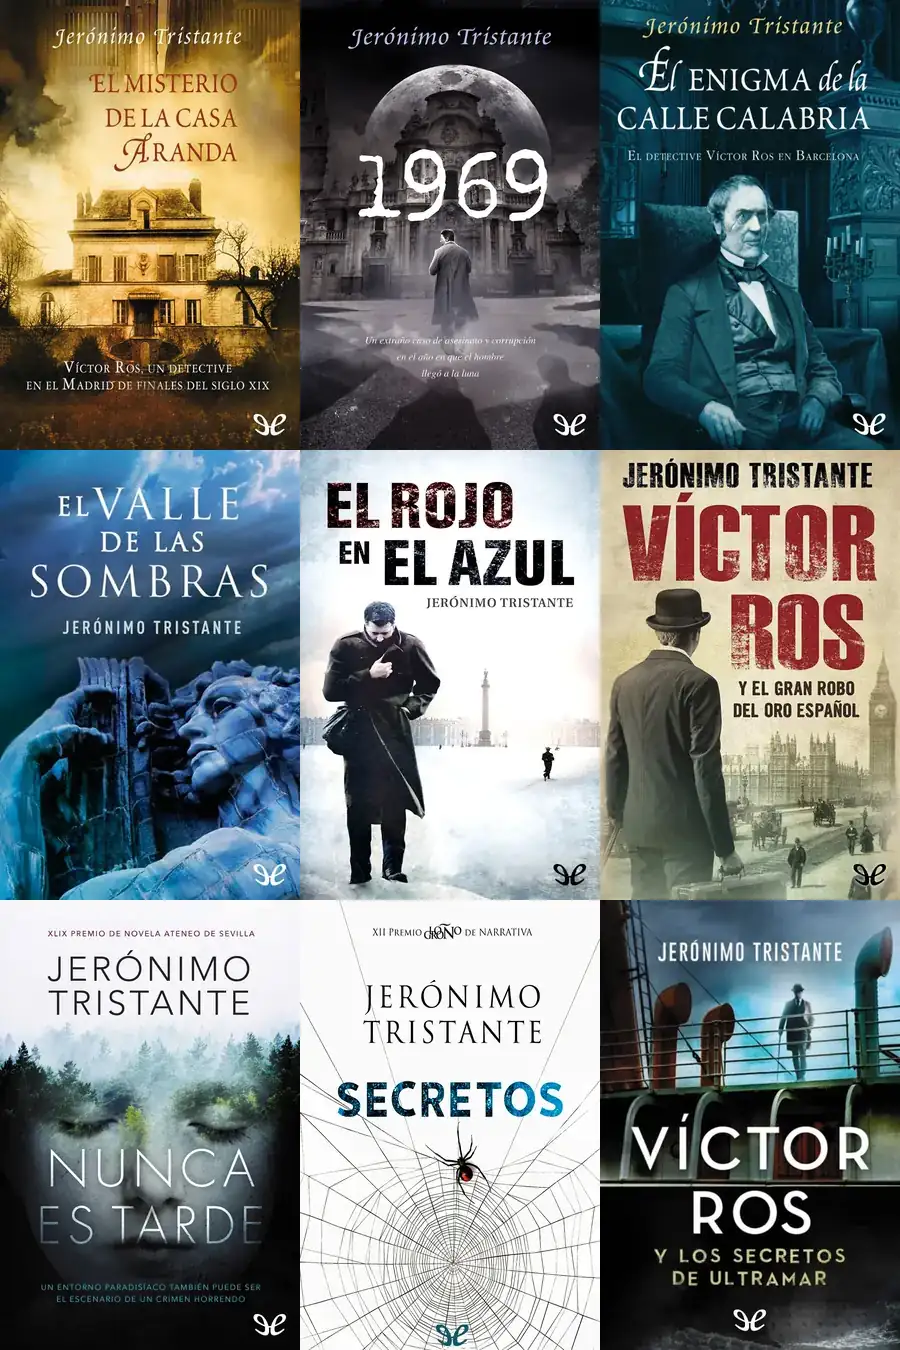 Jerónimo Tristante
EL MISTERIO
DE LA CASA
ARANDA
VÍCTOR ROS, UN DETECTIVE
EN EL MADRID DE FINALES DEL SIGLO XIX
Jerónimo Tristante
1969
Un extraño caso de asesinato y corrupción
en el año en que el hombre
llegó a la luna
Jerónimo Tristante
El ENIGMA de la
CALLE CALABRIA
EL DETECTIVE VÍCTOR ROS EN BARCELONA
EL VALLE
DE LAS
SOMBRAS
JERÓNIMO TRISTANTE
EL ROJO
EN EL AZUL
JERÓNIMO TRISTANTE
JERÓNIMO TRISTANTE
VÍCTOR
ROS
Y EL GRAN ROBO
DEL ORO ESPAÑOL
XLIX PREMIO DE NOVELA ATENEO DE SEVILLA
JERÓNIMO
TRISTANTE
NUNCA
ES TARDE
UN ENTORNO PARADISÍACO TAMBIÉN PUEDE SER
EL ESCENARIO DE UN CRIMEN HORRENDO
XII PREMIO LOGROÑO DE NARRATIVA
JERÓNIMO
TRISTANTE
SECRETOS
JERÓNIMO TRISTANTE
VÍCTOR
ROS
Y LOS SECRETOS
DE ULTRAMAR